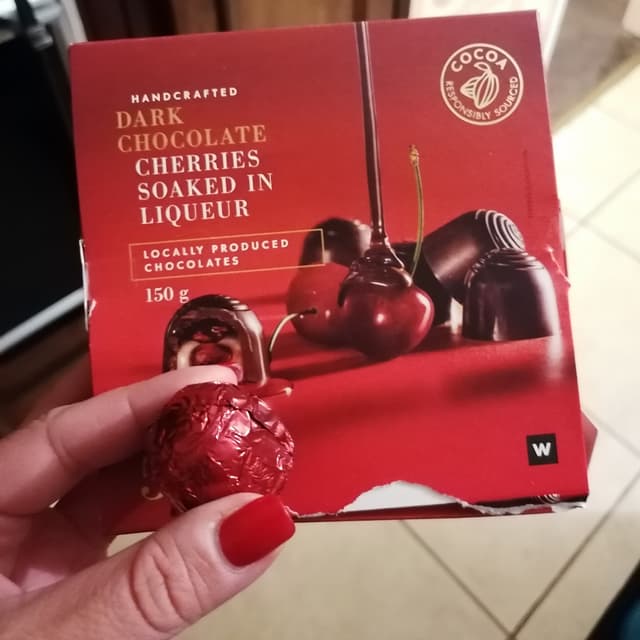 HANDCRAFTED
DARK
CHOCOLATE
CHERRIES
SOAKED IN
LIQUEUR
LOCALLY PRODUCED
CHOCOLATES
150 g
COCOA
RESPONSIBLY SOURCED
W